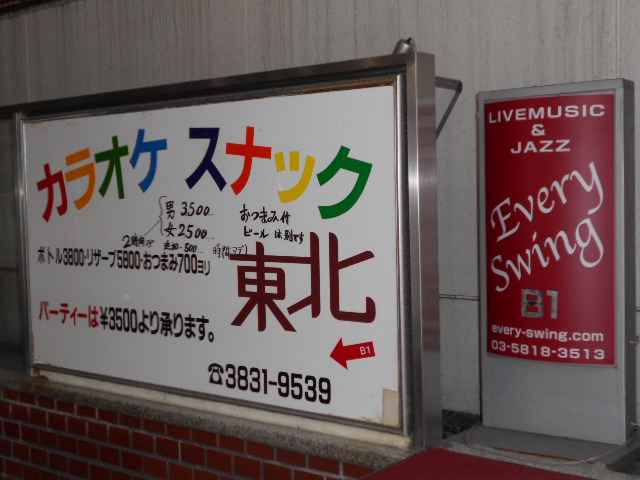 カラオケ スナック
男 3500
女 2500
おつまみ付
ビールは別です
2時間マデ
時間マデ
ボトル3800・リザーブ5800・おつまみ700ヨリ
東北
パーティーは¥3500より承ります。
B1
☎3831-9539
LIVEMUSIC
&
JAZZ
Every
Swing
B1
every-swing.com
03-5818-3513